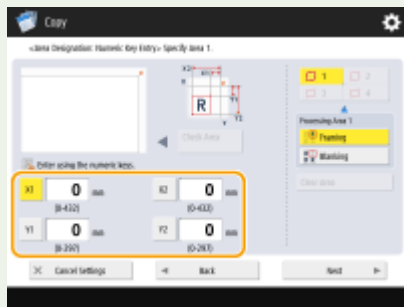 Copy
<Area Designation: Numeric Key Entry> Specify Area 1.
X2
X1
Y1
Y2
R
1
2
3
4
Check Area
Processing Area 1
Framing
Blanking
Clear Area
Enter using the numeric keys.
X1 0 mm X2 0 mm
(0-432) (0-432)
Y1 0 mm Y2 0 mm
(0-297) (0-297)
Cancel Settings
Back
Next